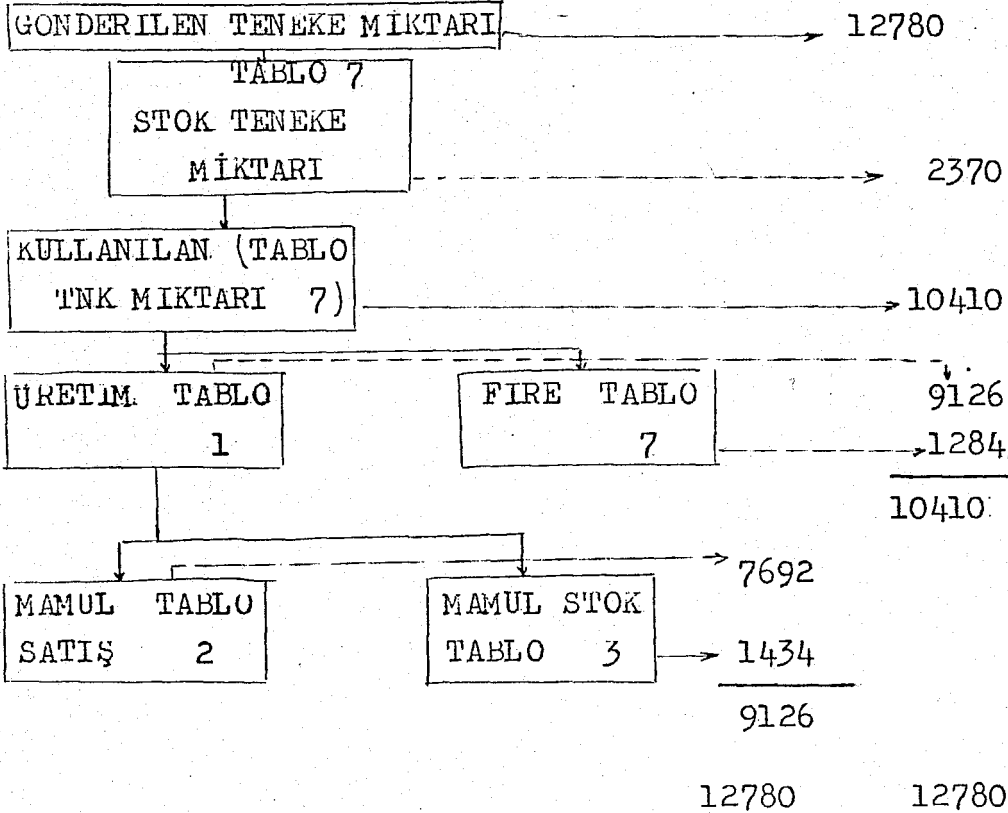 GONDERILEN TENEKE MİKTARI 12780
TABLO 7
STOK TENEKE
MİKTARI 2370
KULLANILAN (TABLO
TNK MIKTARI 7) 10410
ÜRETIM TABLO
1
FIRE TABLO
7
9126
1284
10410
MAMUL TABLO
SATIŞ 2
7692
MAMUL STOK
TABLO 3
1434
9126
12780 12780